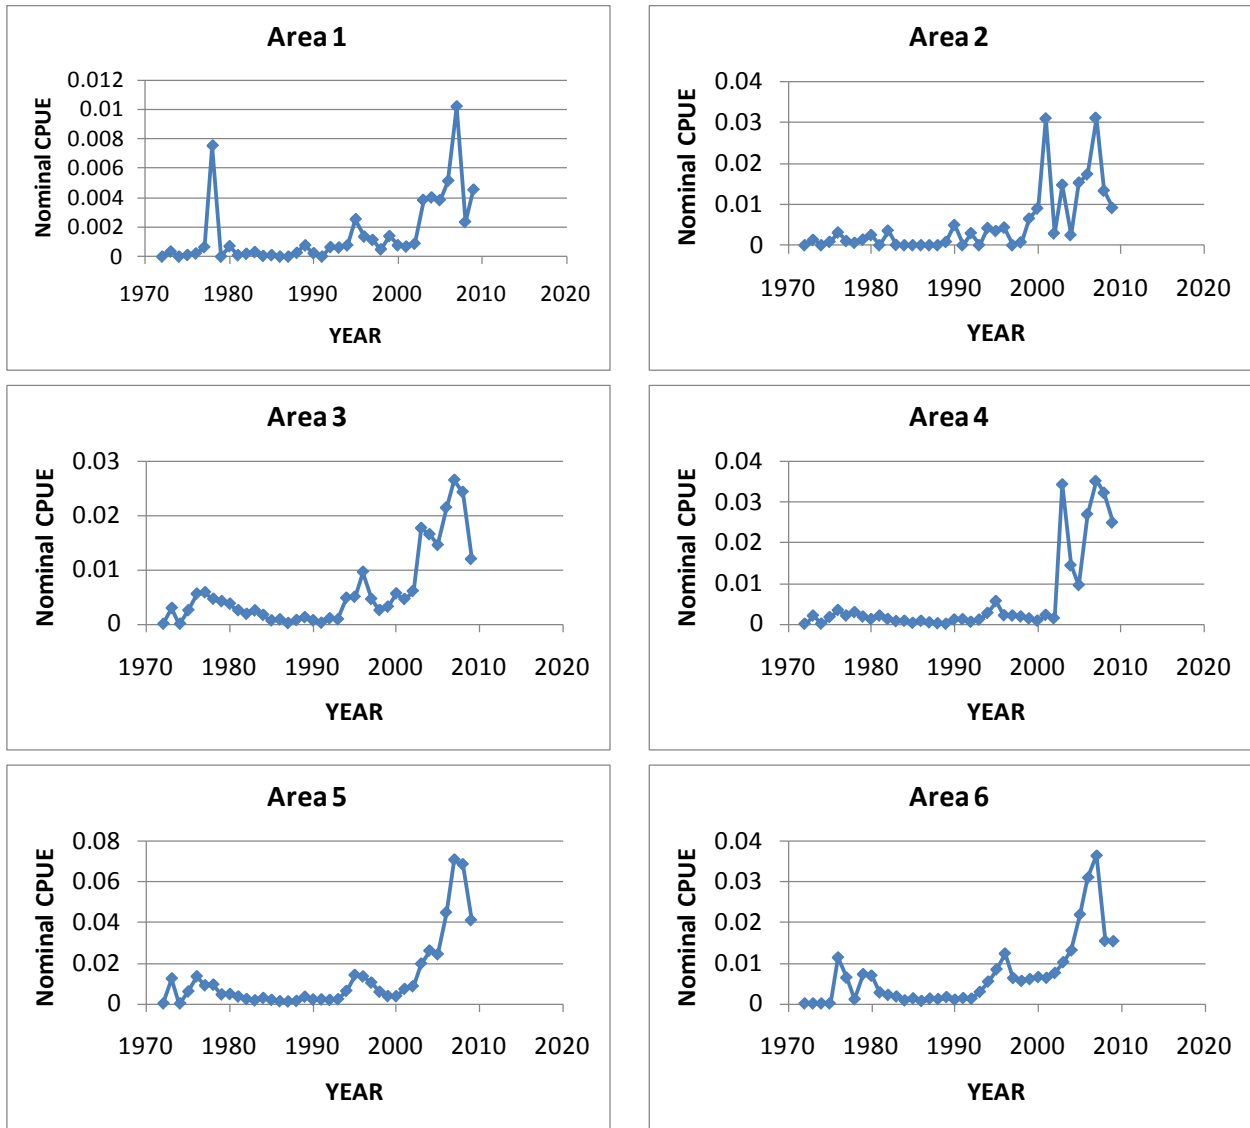 Area 1
Nominal CPUE
0.012
0.01
0.008
0.006
0.004
0.002
0
1970 1980 1990 2000 2010 2020
YEAR
Area 2
Nominal CPUE
0.04
0.03
0.02
0.01
0
1970 1980 1990 2000 2010 2020
YEAR
Area 3
Nominal CPUE
0.03
0.02
0.01
0
1970 1980 1990 2000 2010 2020
YEAR
Area 4
Nominal CPUE
0.04
0.03
0.02
0.01
0
1970 1980 1990 2000 2010 2020
YEAR
Area 5
Nominal CPUE
0.08
0.06
0.04
0.02
0
1970 1980 1990 2000 2010 2020
YEAR
Area 6
Nominal CPUE
0.04
0.03
0.02
0.01
0
1970 1980 1990 2000 2010 2020
YEAR